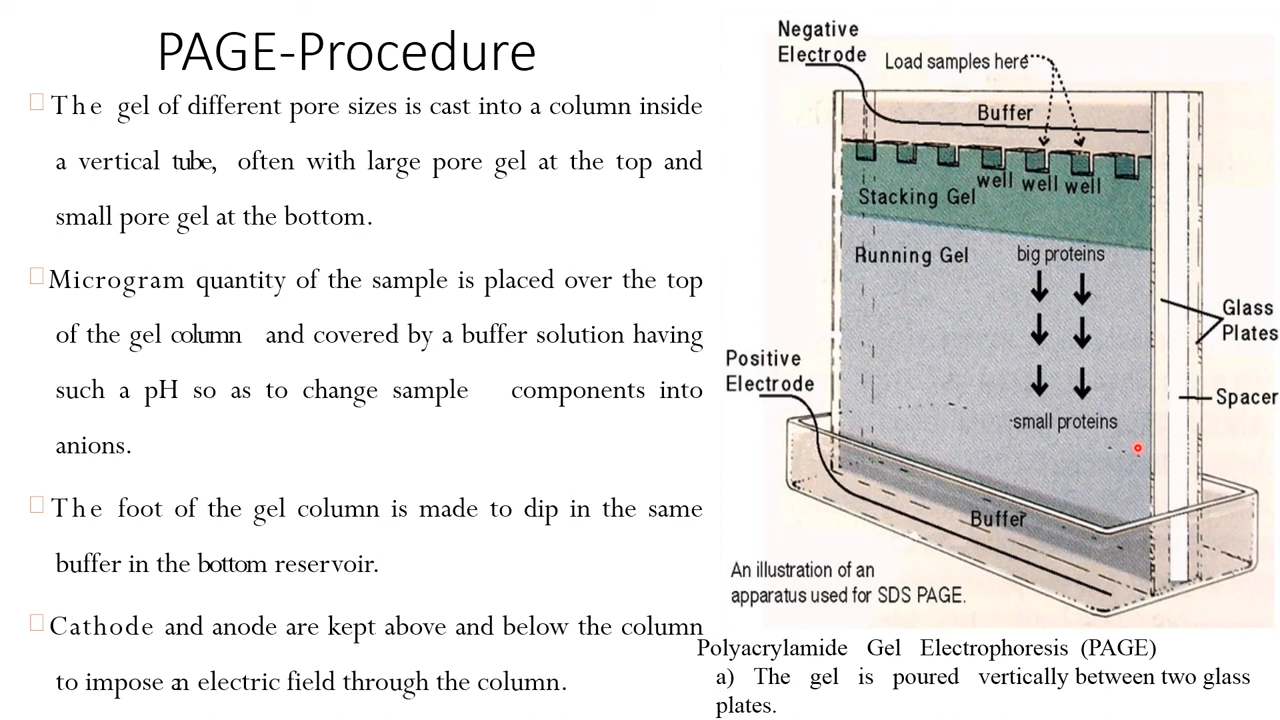 PAGE-Procedure
The gel of different pore sizes is cast into a column inside
a vertical tube, often with large pore gel at the top and
small pore gel at the bottom.
Microgram quantity of the sample is placed over the top
of the gel column and covered by a buffer solution having
such a pH so as to change sample components into
anions.
The foot of the gel column is made to dip in the same
buffer in the bottom reservoir.
Cathode and anode are kept above and below the column
to impose an electric field through the column.
Negative
Electrode
Load samples here
Buffer
well well well
Stacking Gel
Running Gel
big proteins
Glass
Plates
Positive
Electrode
Spacer
small proteins
Buffer
An illustration of an
apparatus used for SDS PAGE.
Polyacrylamide Gel Electrophoresis (PAGE)
a) The gel is poured vertically between two glass
plates.